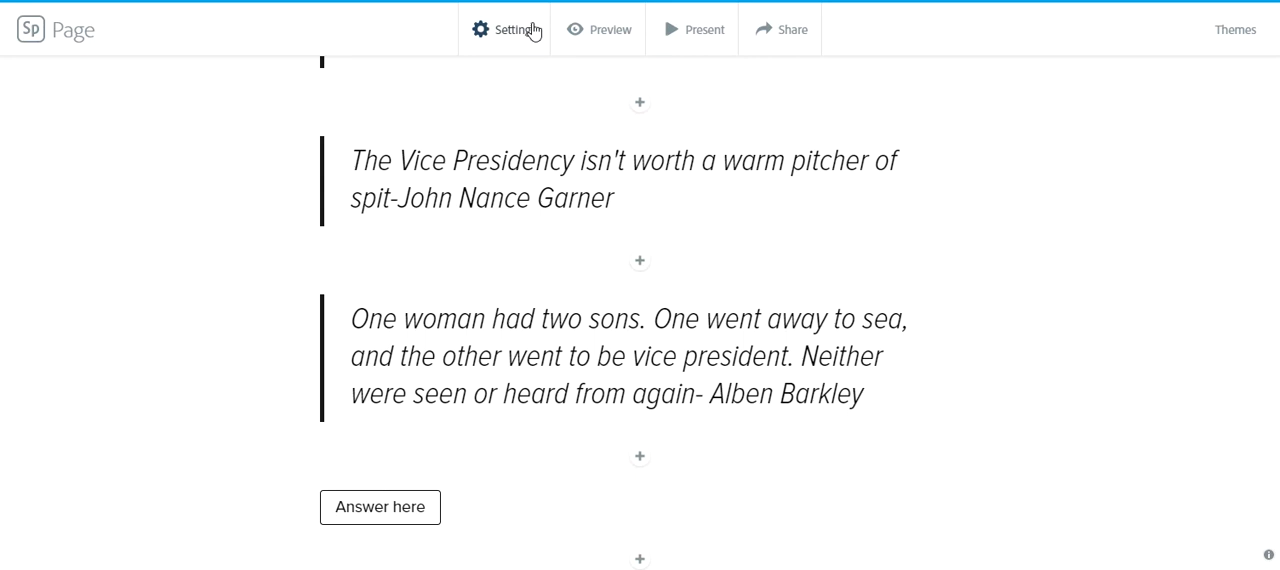 Sp Page
Settings
Preview
Present
Share
Themes
The Vice Presidency isn't worth a warm pitcher of
spit-John Nance Garner
One woman had two sons. One went away to sea,
and the other went to be vice president. Neither
were seen or heard from again- Alben Barkley
Answer here